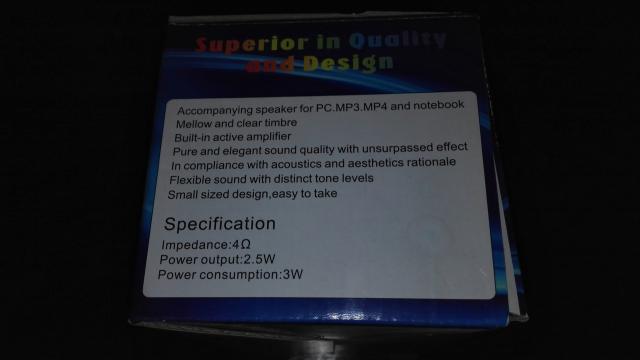 Superior in Quality
and Design
Accompanying speaker for PC.MP3.MP4 and notebook
Mellow and clear timbre
Built-in active amplifier
Pure and elegant sound quality with unsurpassed effect
In compliance with acoustics and aesthetics rationale
Flexible sound with distinct tone levels
Small sized design,easy to take
Specification
Impedance:4Ω
Power output:2.5W
Power consumption:3W